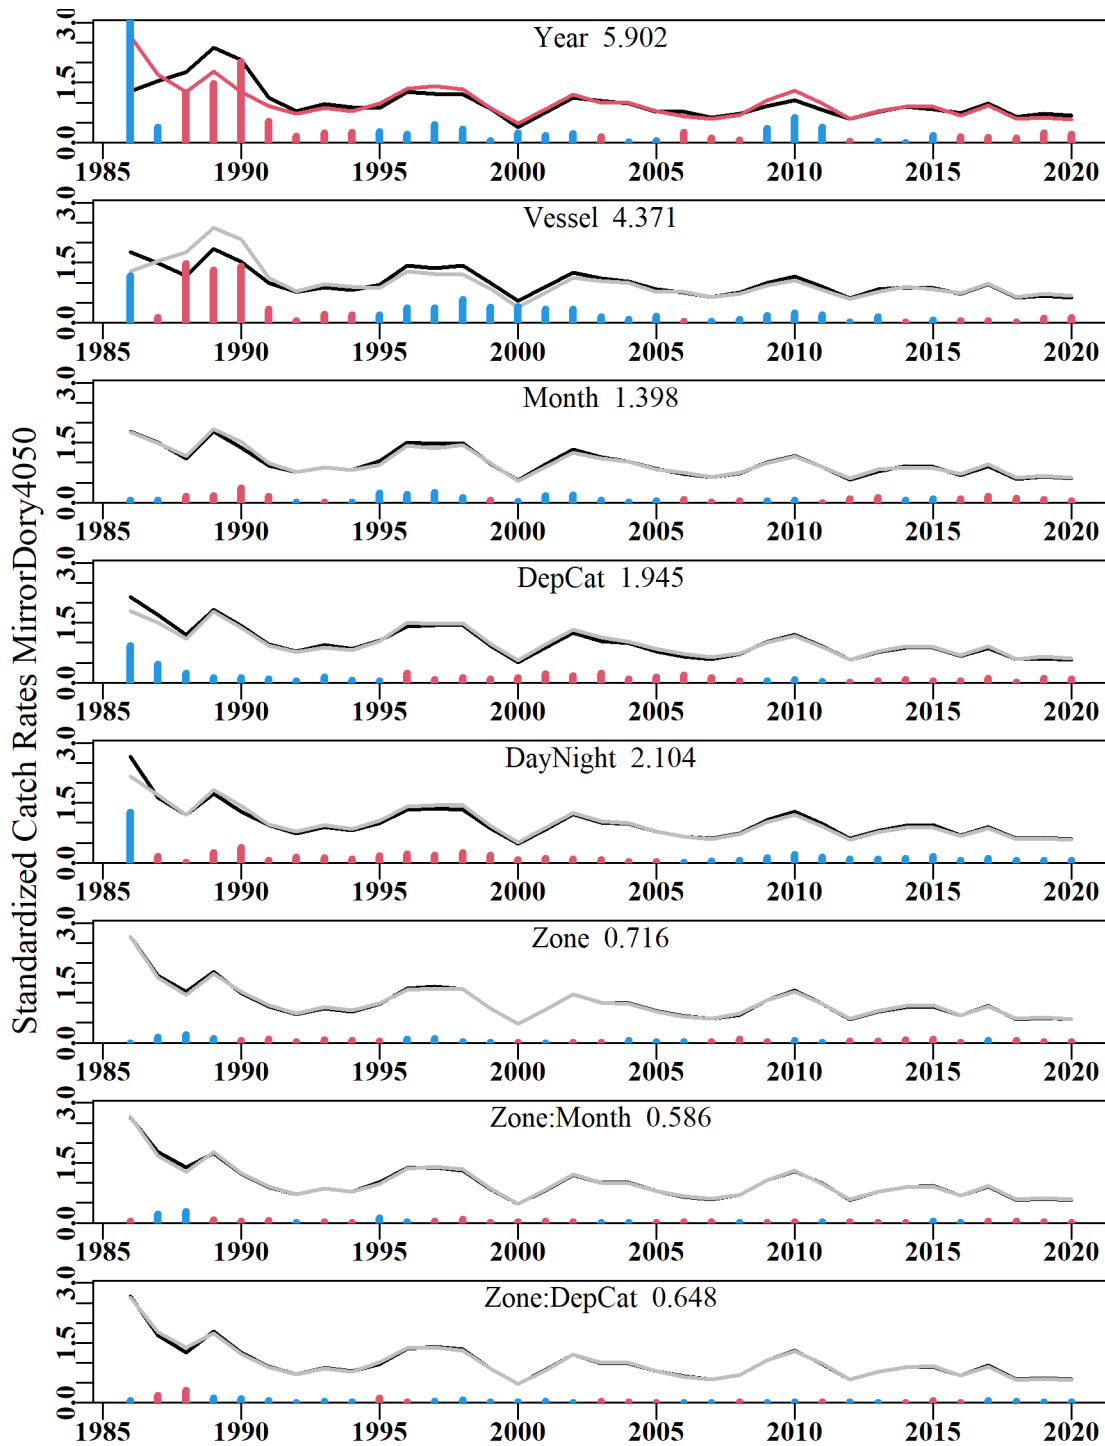 Standardized Catch Rates MirrorDory4050
Year 5.902
0.0 1.5 3.0
1985 1990 1995 2000 2005 2010 2015 2020
Vessel 4.371
0.0 1.5 3.0
1985 1990 1995 2000 2005 2010 2015 2020
Month 1.398
0.0 1.5 3.0
1985 1990 1995 2000 2005 2010 2015 2020
DepCat 1.945
0.0 1.5 3.0
1985 1990 1995 2000 2005 2010 2015 2020
DayNight 2.104
0.0 1.5 3.0
1985 1990 1995 2000 2005 2010 2015 2020
Zone 0.716
0.0 1.5 3.0
1985 1990 1995 2000 2005 2010 2015 2020
Zone:Month 0.586
0.0 1.5 3.0
1985 1990 1995 2000 2005 2010 2015 2020
Zone:DepCat 0.648
0.0 1.5 3.0
1985 1990 1995 2000 2005 2010 2015 2020